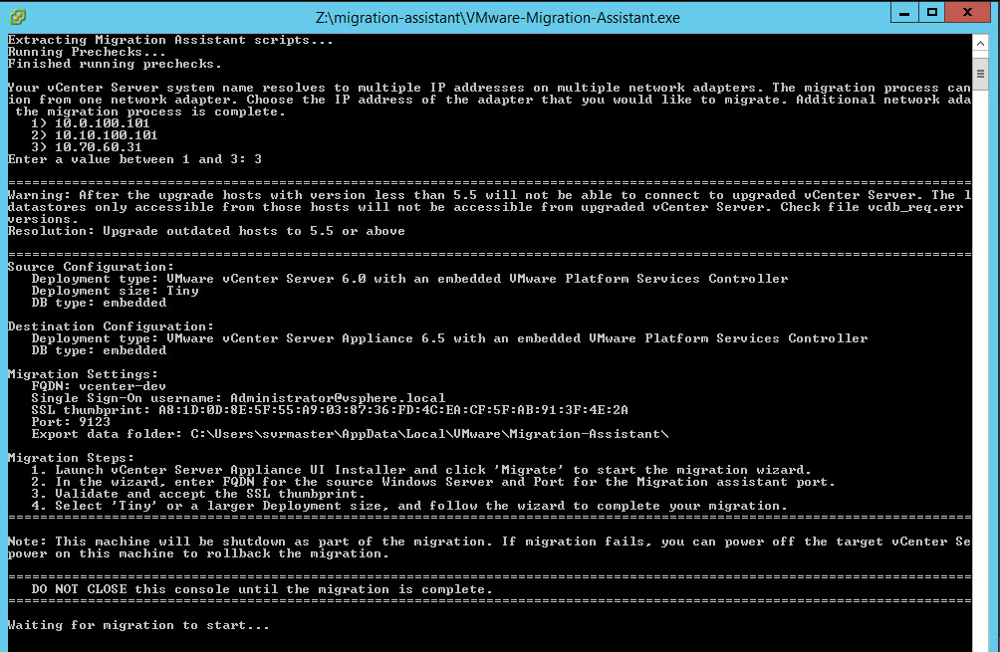 Z:\migration-assistant\VMware-Migration-Assistant.exe
Extracting Migration Assistant scripts...
Running Prechecks...
Finished running prechecks.
Your vCenter Server system name resolves to multiple IP addresses on multiple network adapters. The migration process can
ion from one network adapter. Choose the IP address of the adapter that you would like to migrate. Additional network ada
the migration process is complete.
1) 10.0.100.101
2) 10.10.100.101
3) 10.70.60.31
Enter a value between 1 and 3: 3
=========================================================================================================================
Warning: After the upgrade hosts with version less than 5.5 will not be able to connect to upgraded vCenter Server. The l
datastores only accessible from those hosts will not be accessible from upgraded vCenter Server. Check file vcdb_req.err
versions.
Resolution: Upgrade outdated hosts to 5.5 or above
=========================================================================================================================
Source Configuration:
Deployment type: VMware vCenter Server 6.0 with an embedded VMware Platform Services Controller
Deployment size: Tiny
DB type: embedded
Destination Configuration:
Deployment type: VMware vCenter Server Appliance 6.5 with an embedded VMware Platform Services Controller
DB type: embedded
Migration Settings:
FQDN: vcenter-dev
Single Sign-On username: Administrator@vsphere.local
SSL thumbprint: A8:1D:0D:8E:5F:55:A9:03:87:36:FD:4C:EA:CF:5F:AB:91:3F:4E:2A
Port: 9123
Export data folder: C:\Users\svrmaster\AppData\Local\VMware\Migration-Assistant\
Migration Steps:
1. Launch vCenter Server Appliance UI Installer and click 'Migrate' to start the migration wizard.
2. In the wizard, enter FQDN for the source Windows Server and Port for the Migration assistant port.
3. Validate and accept the SSL thumbprint.
4. Select 'Tiny' or a larger Deployment size, and follow the wizard to complete your migration.
=========================================================================================================================
Note: This machine will be shutdown as part of the migration. If migration fails, you can power off the target vCenter Se
power on this machine to rollback the migration.
=========================================================================================================================
DO NOT CLOSE this console until the migration is complete.
=========================================================================================================================
Waiting for migration to start...